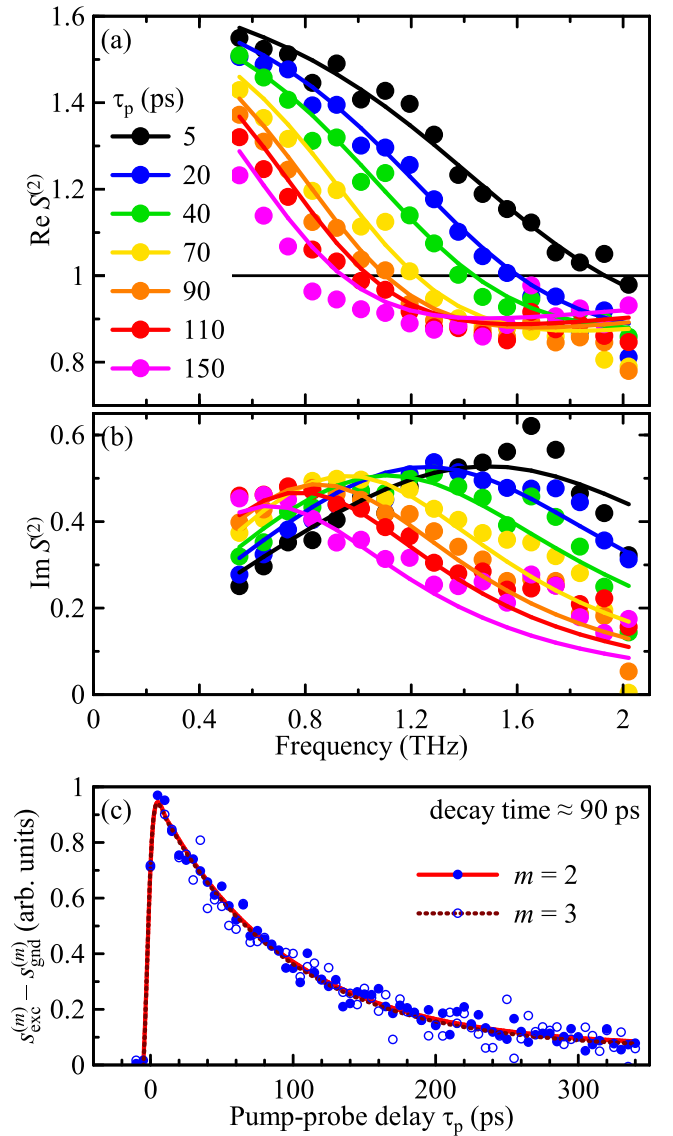 (a)
1.6
1.4
1.2
1
0.8
Re S⁽²⁾
τp (ps)
5
20
40
70
90
110
150
(b)
0.6
0.4
0.2
0
Im S⁽²⁾
0 0.4 0.8 1.2 1.6 2
Frequency (THz)
(c)
decay time ≈ 90 ps
m = 2
m = 3
1
0.8
0.6
0.4
0.2
0
s⁽ᵐ⁾exc − s⁽ᵐ⁾gnd (arb. units)
0 100 200 300
Pump-probe delay τp (ps)